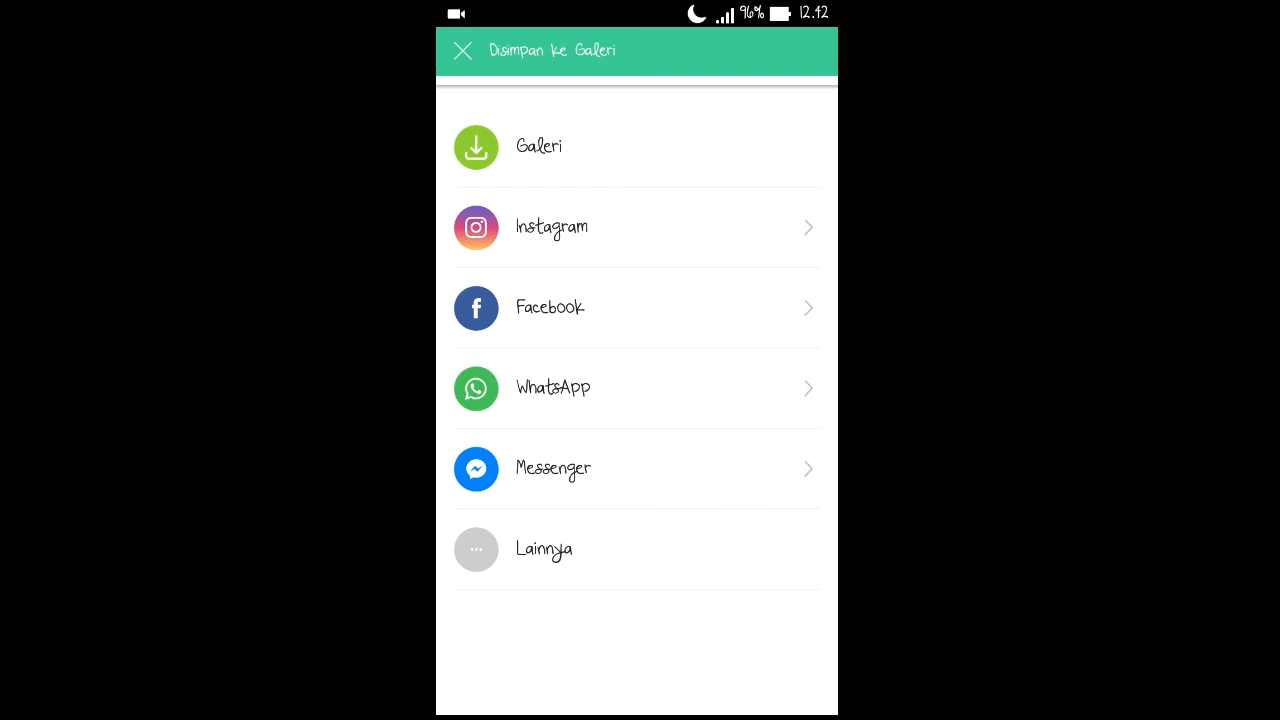 96% 12.42
Disimpan ke Galeri
Galeri
Instagram
Facebook
WhatsApp
Messenger
Lainnya